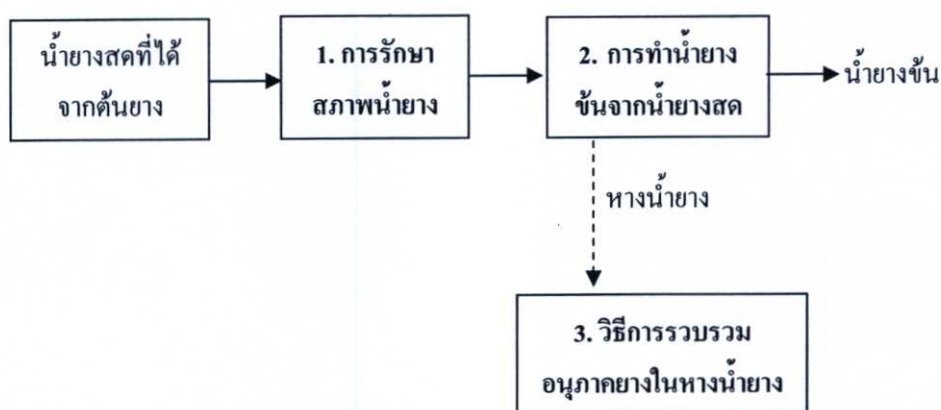 น้ำยางสดที่ได้
จากต้นยาง
1. การรักษา
สภาพน้ำยาง
2. การทำน้ำยาง
ข้นจากน้ำยางสด
น้ำยางข้น
หางน้ำยาง
3. วิธีการรวบรวม
อนุภาคยางในหางน้ำยาง